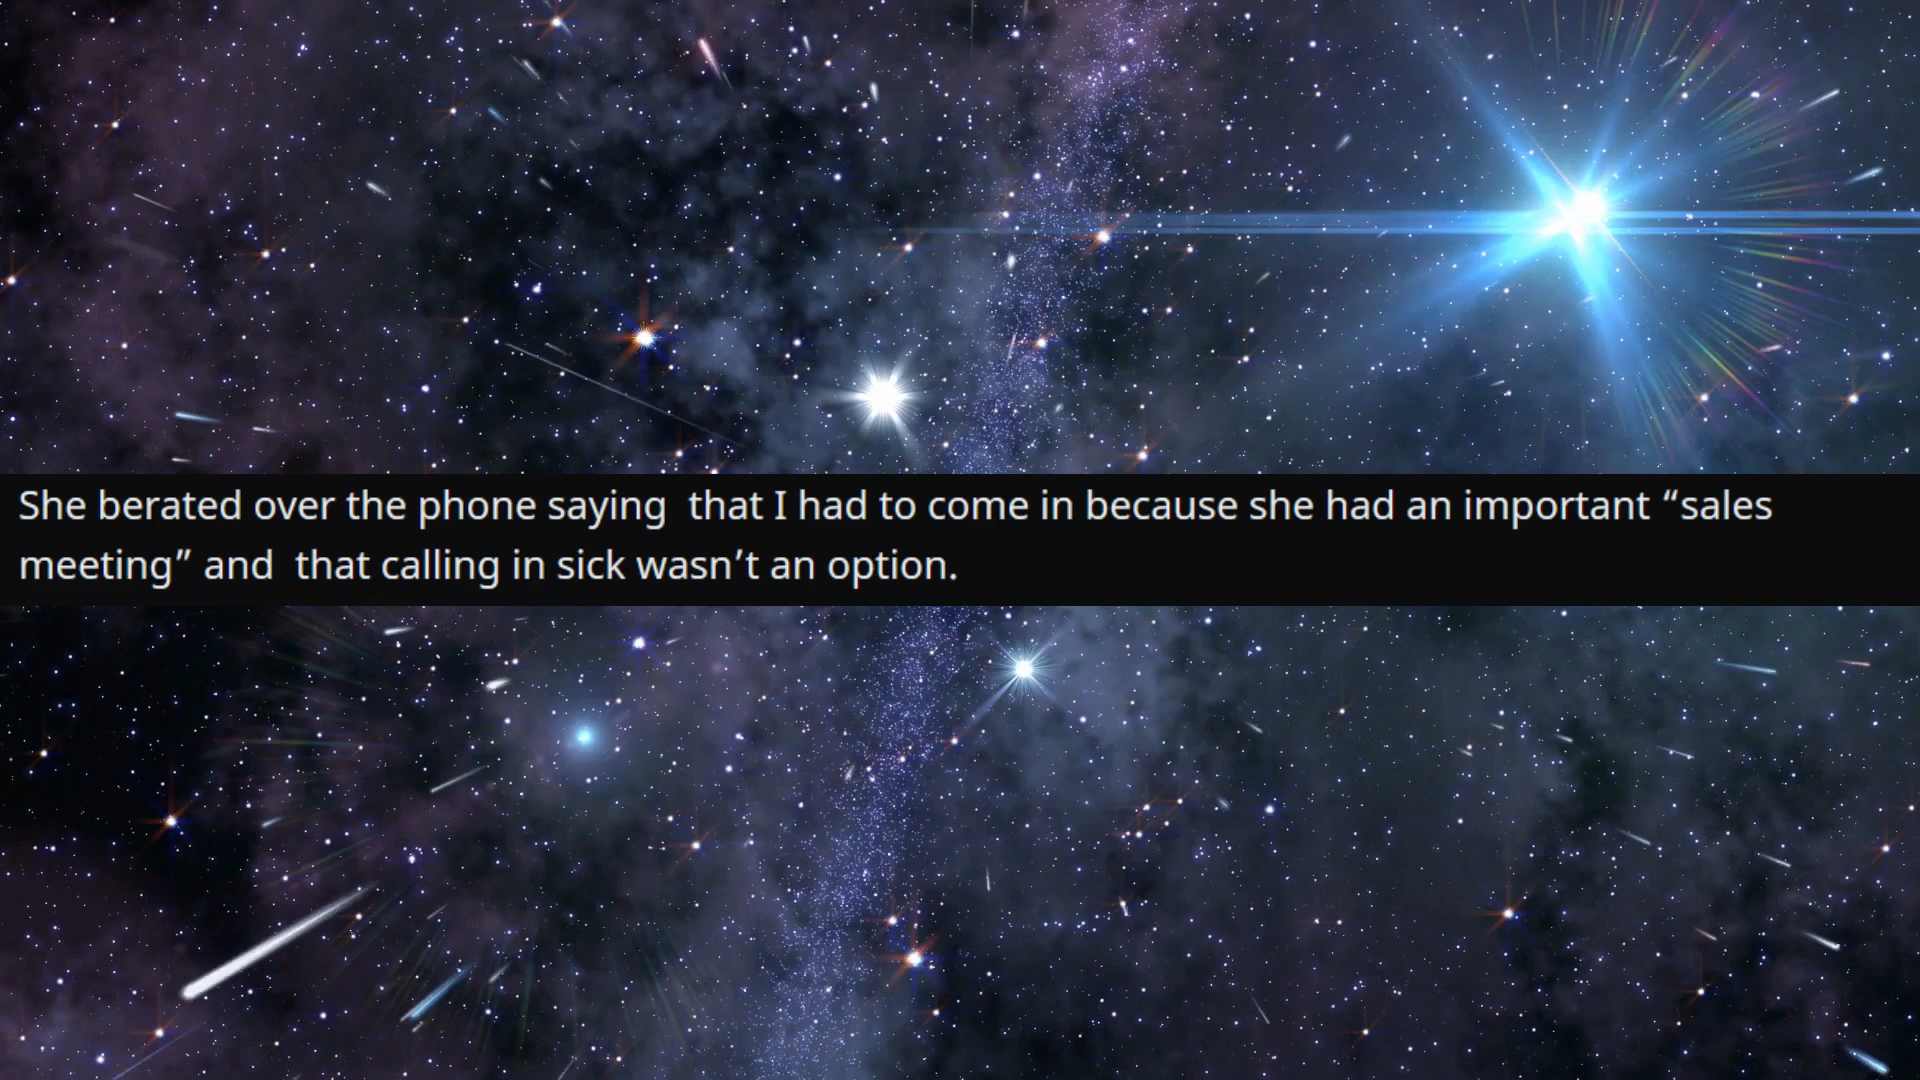 She berated over the phone saying  that I had to come in because she had an important “sales
meeting” and  that calling in sick wasn’t an option.